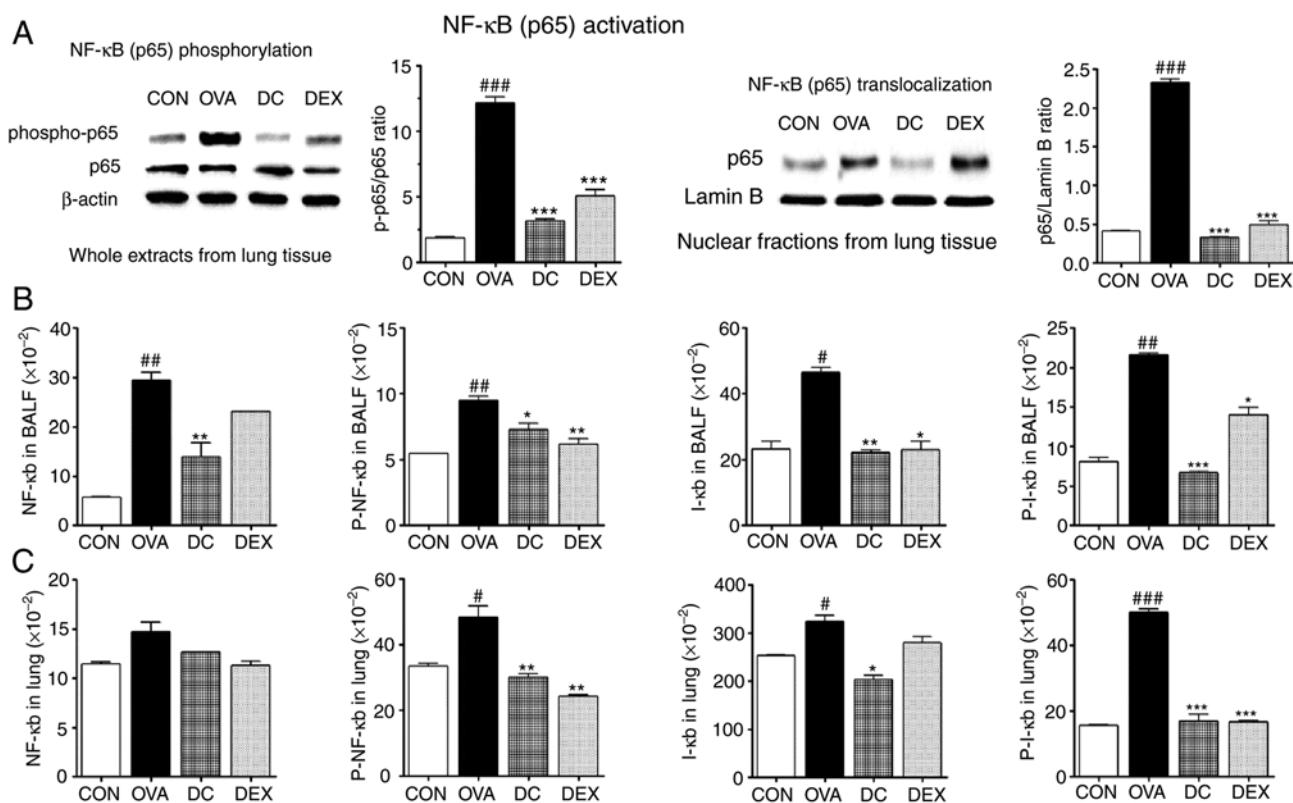 NF-κB (p65) activation
A
NF-κB (p65) phosphorylation
CON OVA DC DEX
phospho-p65
p65
β-actin
Whole extracts from lung tissue
p-p65/p65 ratio
15
10
5
0
###
***
***
CON OVA DC DEX
NF-κB (p65) translocalization
CON OVA DC DEX
p65
Lamin B
Nuclear fractions from lung tissue
p65/Lamin B ratio
2.5
2.0
1.5
1.0
0.5
0.0
###
***
***
CON OVA DC DEX
B
NF-κb in BALF (×10⁻²)
40
30
20
10
0
##
**
CON OVA DC DEX
P-NF-κb in BALF (×10⁻²)
15
10
5
0
##
*
**
CON OVA DC DEX
I-κb in BALF (×10⁻²)
60
40
20
0
#
**
*
CON OVA DC DEX
P-I-κb in BALF (×10⁻²)
25
20
15
10
5
0
##
***
*
CON OVA DC DEX
C
NF-κb in lung (×10⁻²)
20
15
10
5
0
CON OVA DC DEX
P-NF-κb in lung (×10⁻²)
60
40
20
0
#
**
**
CON OVA DC DEX
I-κb in lung (×10⁻²)
400
300
200
100
0
#
*
CON OVA DC DEX
P-I-κb in lung (×10⁻²)
60
40
20
0
###
***
***
CON OVA DC DEX